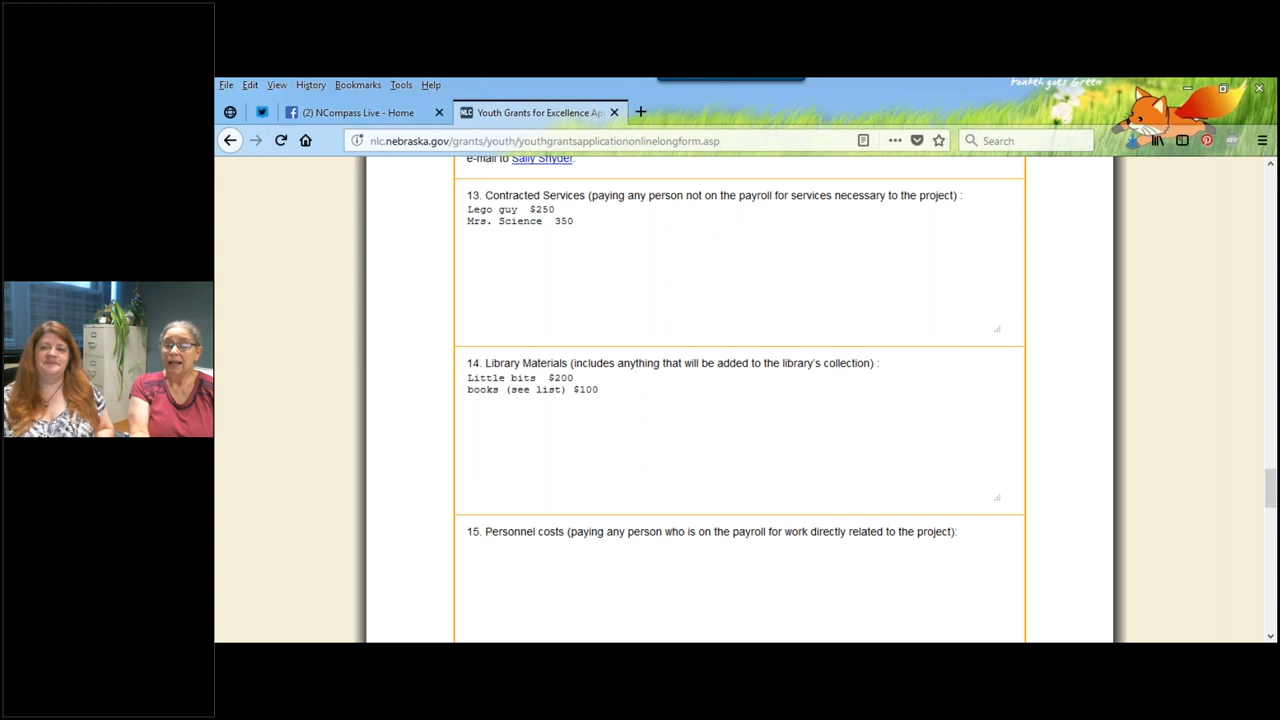 Foxkeh goes Green
File Edit View History Bookmarks Tools Help
(2) NCompass Live - Home
NLC Youth Grants for Excellence Ap
nlc.nebraska.gov/grants/youth/youthgrantsapplicationonlinelongform.asp
Search
e-mail to Sally Snyder.
13. Contracted Services (paying any person not on the payroll for services necessary to the project) :
Lego guy $250
Mrs. Science 350
14. Library Materials (includes anything that will be added to the library's collection) :
Little bits $200
books (see list) $100
15. Personnel costs (paying any person who is on the payroll for work directly related to the project):